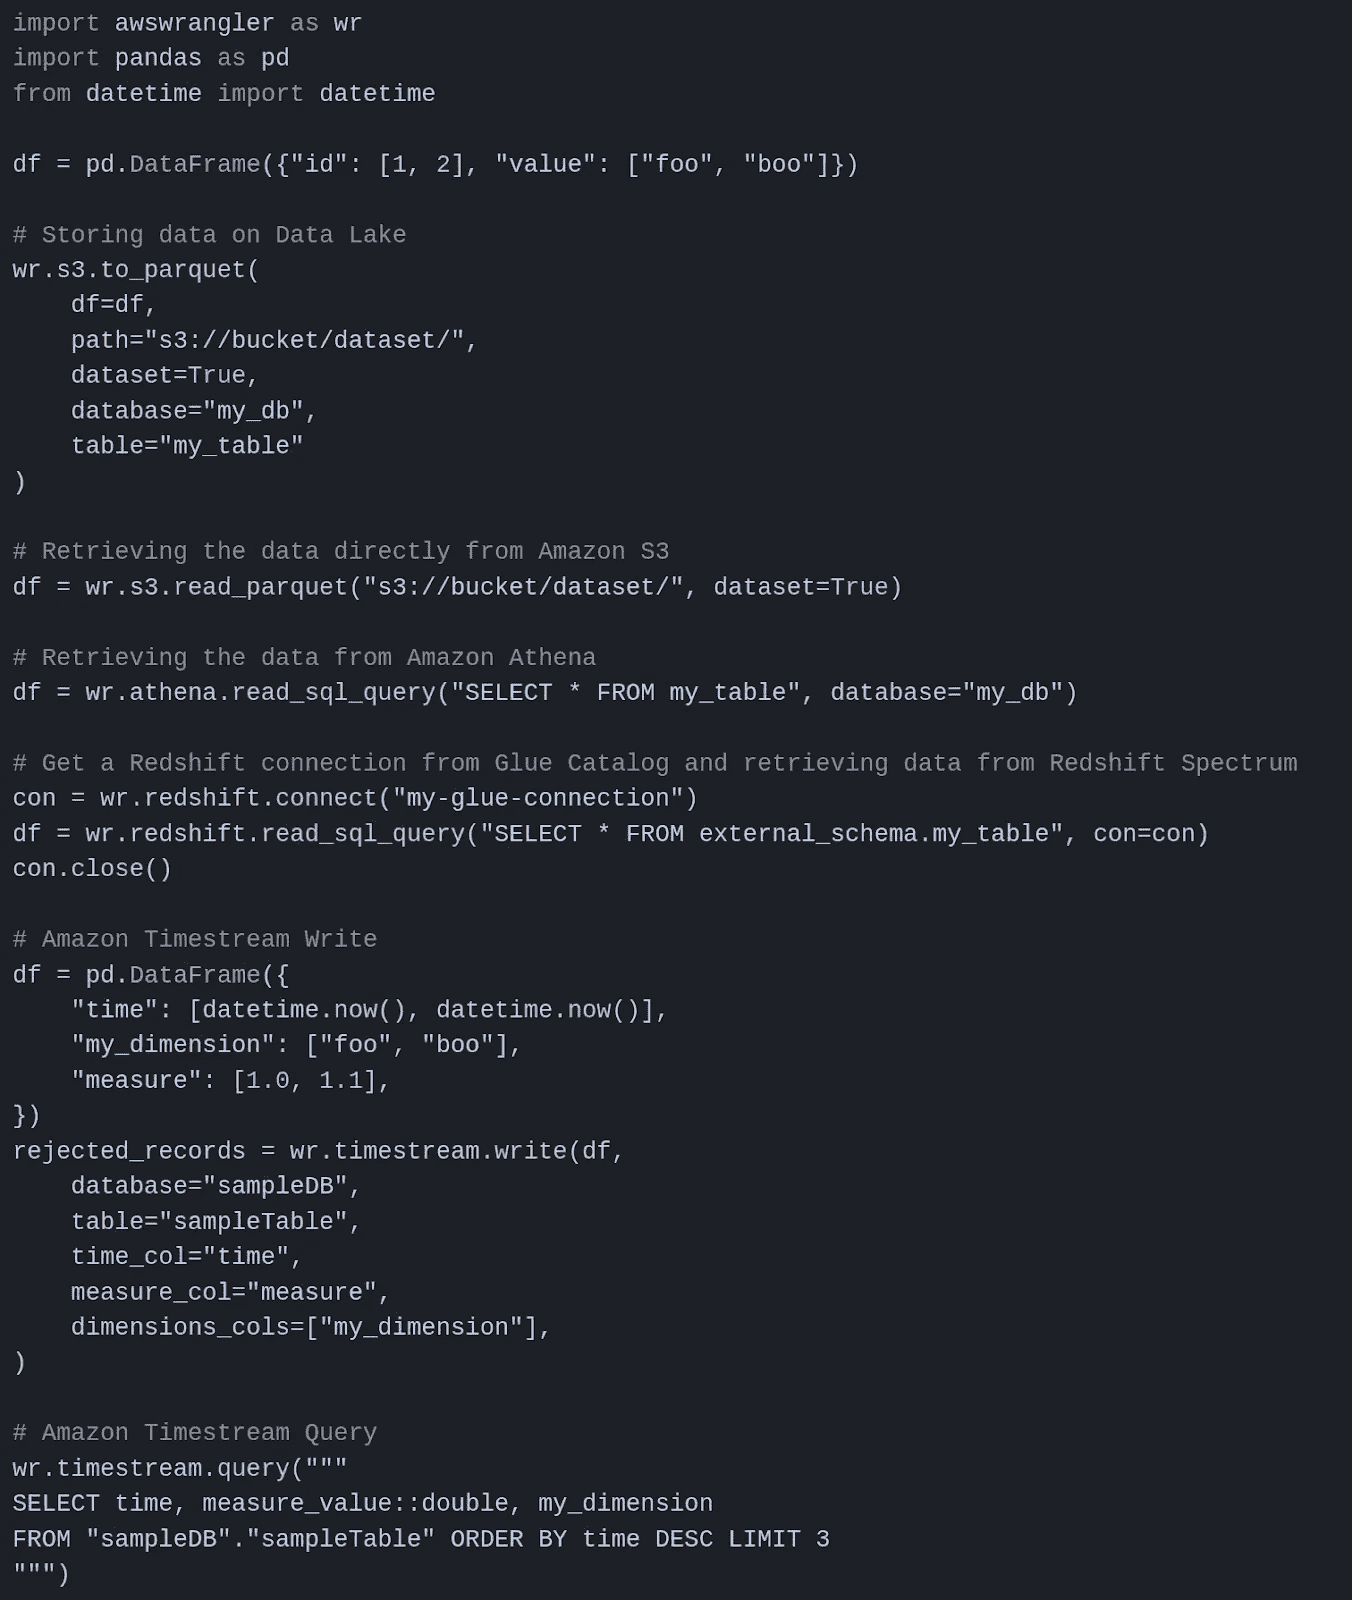 import awswrangler as wr
import pandas as pd
from datetime import datetime

df = pd.DataFrame({"id": [1, 2], "value": ["foo", "boo"]})

# Storing data on Data Lake
wr.s3.to_parquet(
    df=df,
    path="s3://bucket/dataset/",
    dataset=True,
    database="my_db",
    table="my_table"
)

# Retrieving the data directly from Amazon S3
df = wr.s3.read_parquet("s3://bucket/dataset/", dataset=True)

# Retrieving the data from Amazon Athena
df = wr.athena.read_sql_query("SELECT * FROM my_table", database="my_db")

# Get a Redshift connection from Glue Catalog and retrieving data from Redshift Spectrum
con = wr.redshift.connect("my-glue-connection")
df = wr.redshift.read_sql_query("SELECT * FROM external_schema.my_table", con=con)
con.close()

# Amazon Timestream Write
df = pd.DataFrame({
    "time": [datetime.now(), datetime.now()],
    "my_dimension": ["foo", "boo"],
    "measure": [1.0, 1.1],
})
rejected_records = wr.timestream.write(df,
    database="sampleDB",
    table="sampleTable",
    time_col="time",
    measure_col="measure",
    dimensions_cols=["my_dimension"],
)

# Amazon Timestream Query
wr.timestream.query("""
SELECT time, measure_value::double, my_dimension
FROM "sampleDB"."sampleTable" ORDER BY time DESC LIMIT 3
""")